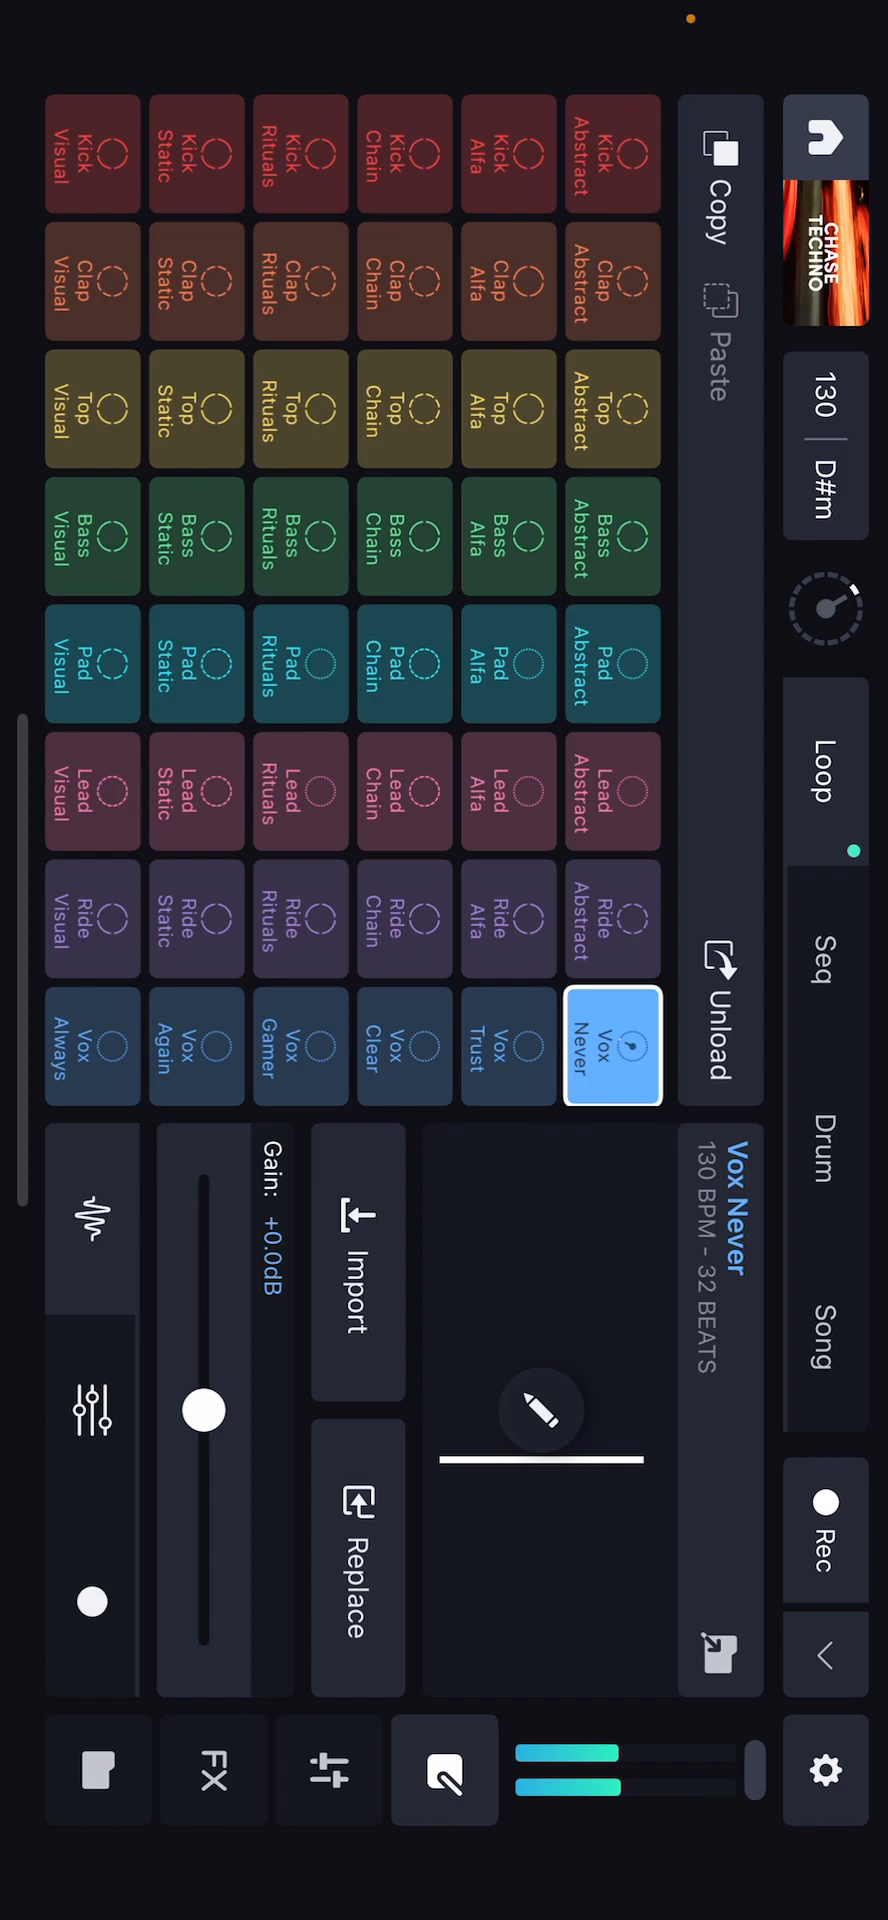 CHASE
TECHNO
130
D#m
Loop
Seq
Drum
Song
Rec
Copy
Paste
Unload
Vox Never
130 BPM - 32 BEATS
Kick
Abstract
Clap
Abstract
Top
Abstract
Bass
Abstract
Pad
Abstract
Lead
Abstract
Ride
Abstract
Vox
Never
Kick
Alfa
Clap
Alfa
Top
Alfa
Bass
Alfa
Pad
Alfa
Lead
Alfa
Ride
Alfa
Vox
Trust
Kick
Chain
Clap
Chain
Top
Chain
Bass
Chain
Pad
Chain
Lead
Chain
Ride
Chain
Vox
Clear
Import
Replace
Kick
Rituals
Clap
Rituals
Top
Rituals
Bass
Rituals
Pad
Rituals
Lead
Rituals
Ride
Rituals
Vox
Gamer
Gain: +0.0dB
Kick
Static
Clap
Static
Top
Static
Bass
Static
Pad
Static
Lead
Static
Ride
Static
Vox
Again
FX
Kick
Visual
Clap
Visual
Top
Visual
Bass
Visual
Pad
Visual
Lead
Visual
Ride
Visual
Vox
Always